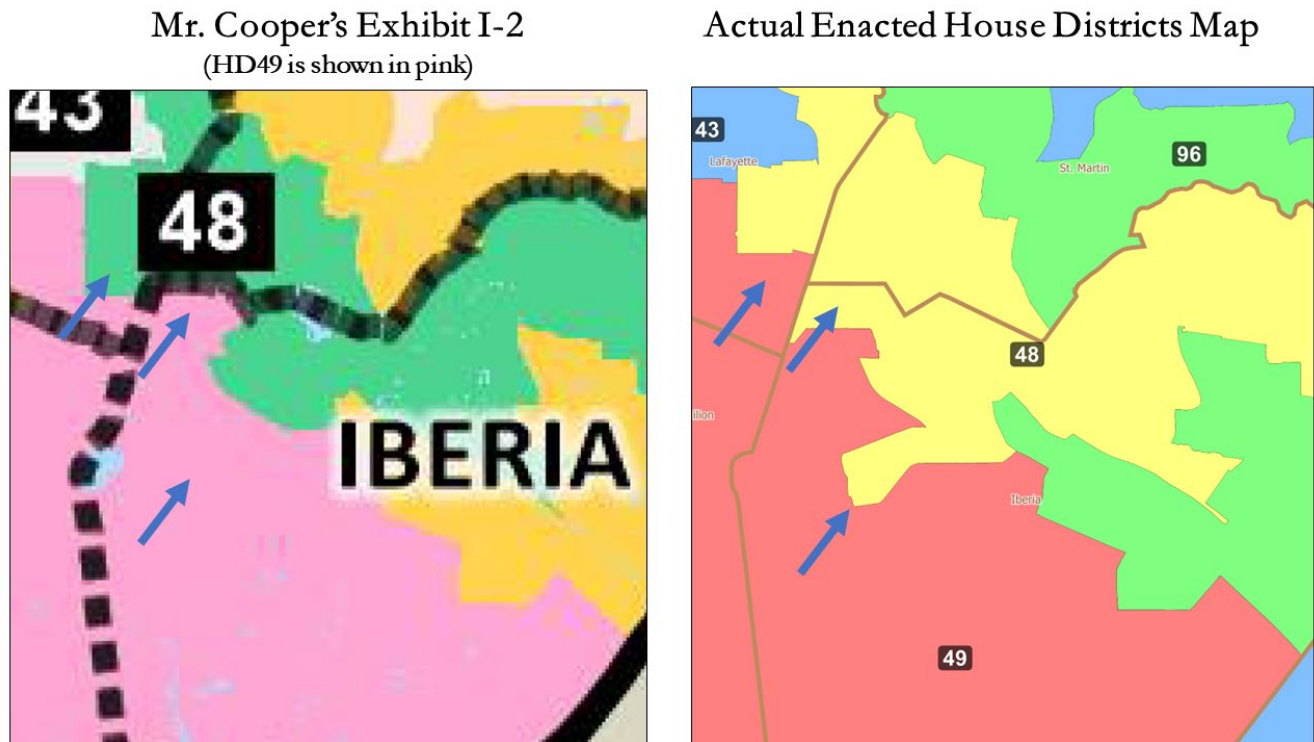 Mr. Cooper's Exhibit I-2
(HD49 is shown in pink)
Actual Enacted House Districts Map
43
48
IBERIA
43
Lafayette
St. Martin
96
48
ilion
Iberia
49